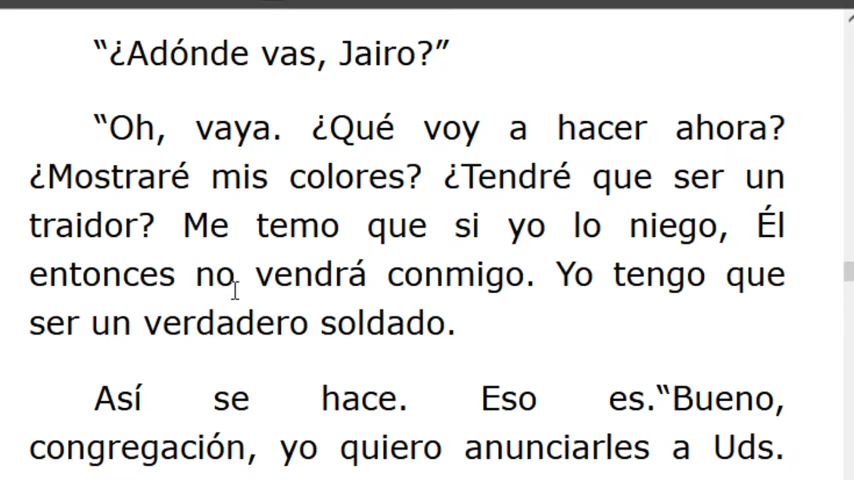 “¿Adónde vas, Jairo?”
“Oh, vaya. ¿Qué voy a hacer ahora?
¿Mostraré mis colores? ¿Tendré que ser un
traidor? Me temo que si yo lo niego, Él
entonces no vendrá conmigo. Yo tengo que
ser un verdadero soldado.
Así se hace. Eso es.“Bueno,
congregación, yo quiero anunciarles a Uds.